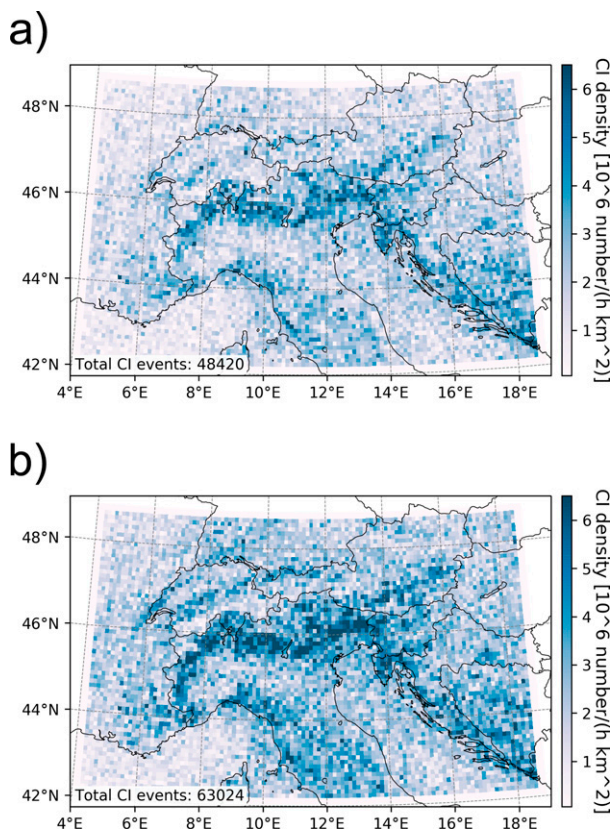 a)
48°N
46°N
44°N
42°N
Total CI events: 48420
4°E 6°E 8°E 10°E 12°E 14°E 16°E 18°E
6
5
4
3
2
1
CI density [10^6 number/(h km^2)]
b)
48°N
46°N
44°N
42°N
Total CI events: 63024
4°E 6°E 8°E 10°E 12°E 14°E 16°E 18°E
6
5
4
3
2
1
CI density [10^6 number/(h km^2)]